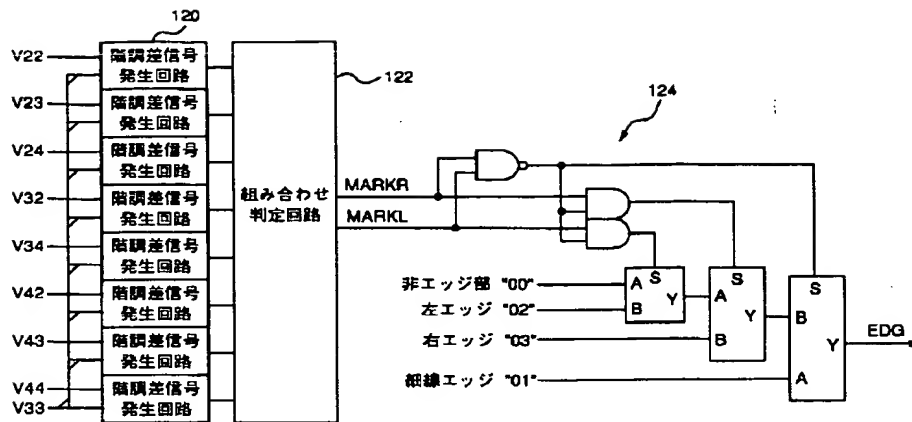 120
V22
階調差信号
発生回路
V23
階調差信号
発生回路
V24
階調差信号
発生回路
V32
階調差信号
発生回路
V34
階調差信号
発生回路
V42
階調差信号
発生回路
V43
階調差信号
発生回路
V44
V33
階調差信号
発生回路
組み合わせ
判定回路
122
MARKR
MARKL
124
非エッジ部 "00"
左エッジ "02"
右エッジ "03"
細線エッジ "01"
S
A
B
Y
S
A
B
Y
S
B
A
Y
EDG